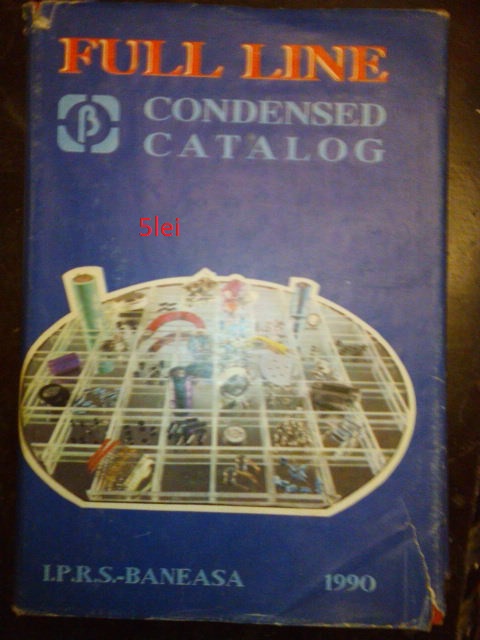 FULL LINE
β
CONDENSED
CATALOG
5lei
I.P.R.S.-BANEASA 1990